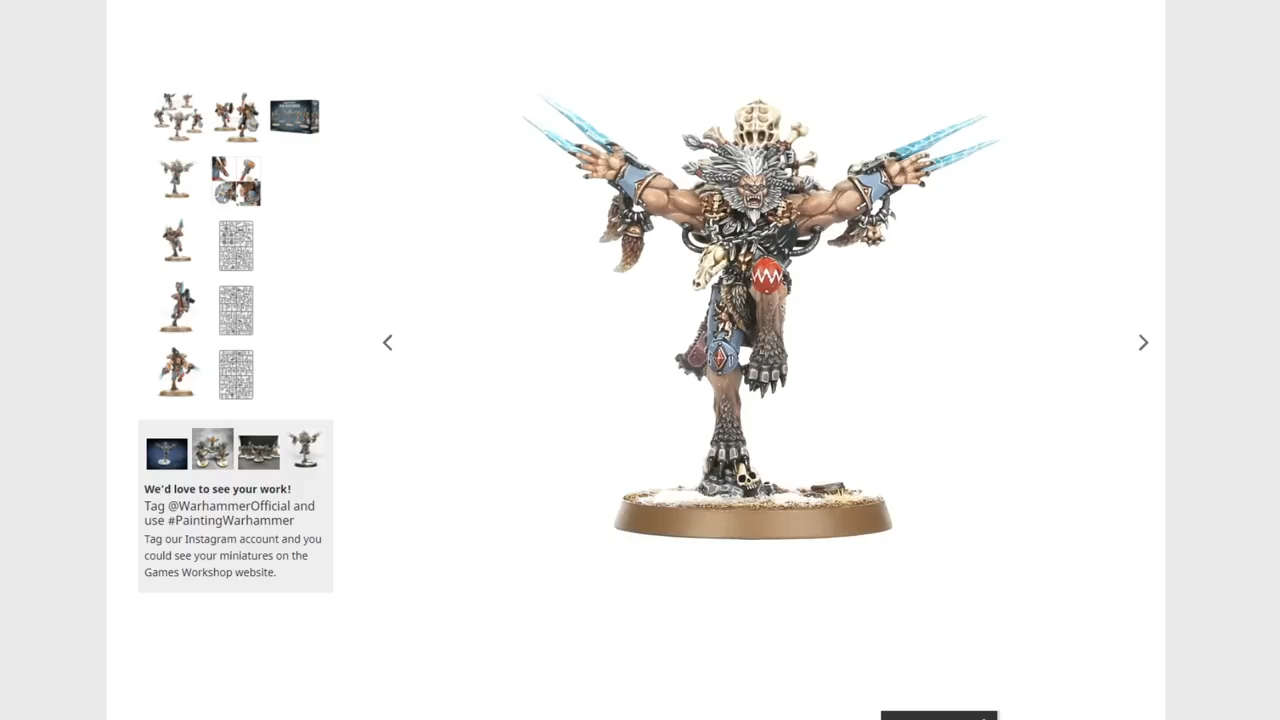 We'd love to see your work!
Tag @WarhammerOfficial and
use #PaintingWarhammer
Tag our Instagram account and you
could see your miniatures on the
Games Workshop website.